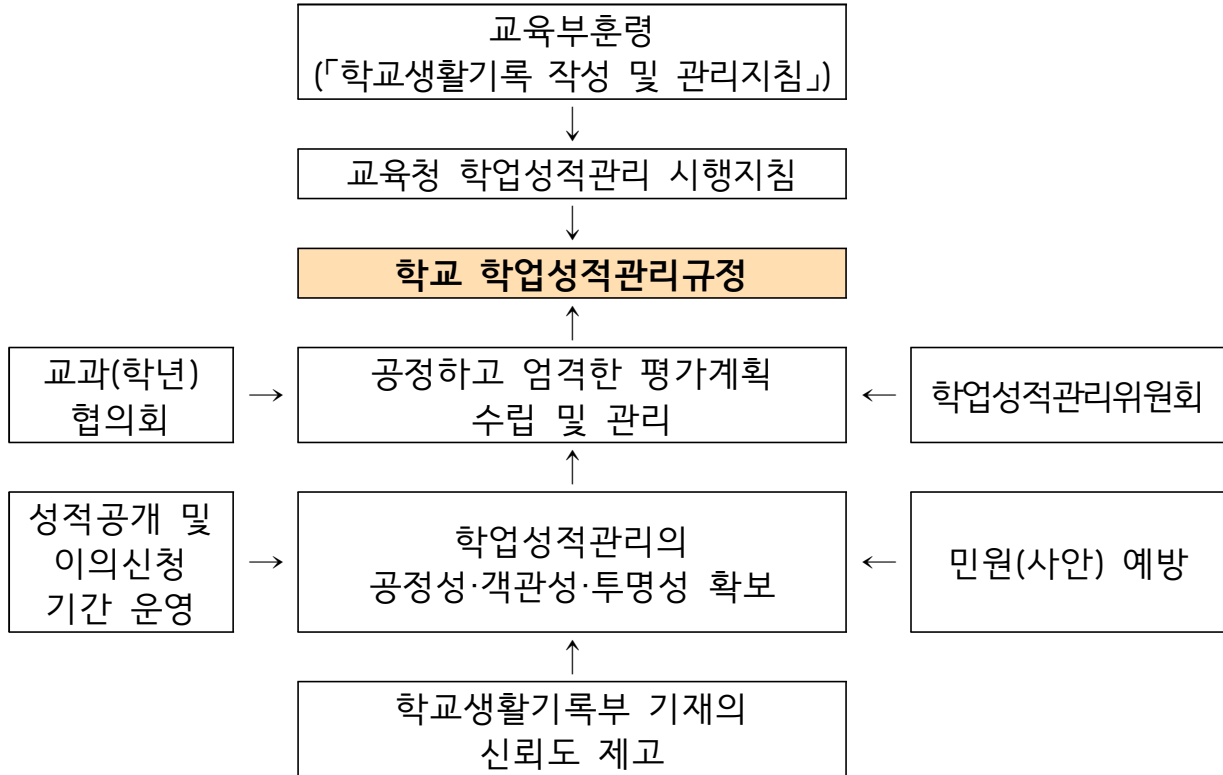 교육부훈령
(「학교생활기록 작성 및 관리지침」)
↓
교육청 학업성적관리 시행지침
↓
학교 학업성적관리규정
↑
교과(학년)
협의회
→
공정하고 엄격한 평가계획
수립 및 관리
←
학업성적관리위원회
↑
성적공개 및
이의신청
기간 운영
→
학업성적관리의
공정성·객관성·투명성 확보
←
민원(사안) 예방
↑
학교생활기록부 기재의
신뢰도 제고